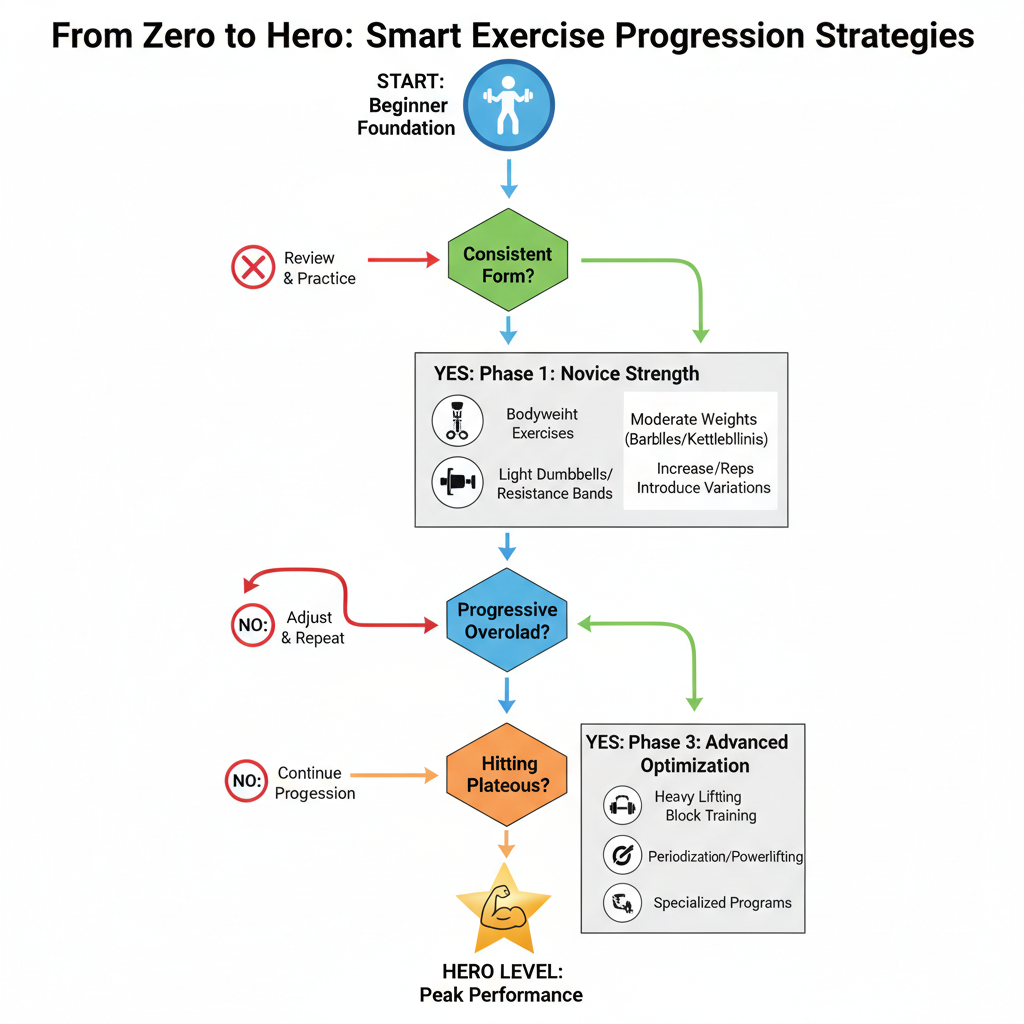 From Zero to Hero: Smart Exercise Progression Strategies
START:
Beginner
Foundation
Consistent
Form?
Review
& Practice
YES: Phase 1: Novice Strength
Bodyweiht
Exercises
Light Dumbbells/
Resistance Bands
Moderate Weights
(Barblles/Kettlebllinis)
Increase/Reps
Introduce Variations
Progressive
Overolad?
NO:
Adjust
& Repeat
Hitting
Plateous?
NO:
Continue
Progession
YES: Phase 3: Advanced
Optimization
Heavy Lifting
Block Training
Periodization/Powerlifting
Specialized Programs
HERO LEVEL:
Peak Performance